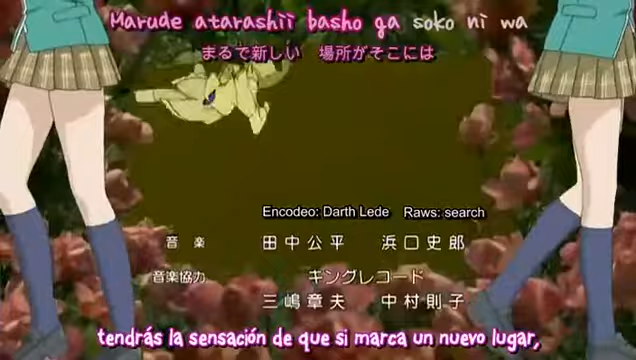 Marude atarashii basho ga soko ni wa
まるで新しい 場所がそこには
Encodeo: Darth Lede Raws: search
音 楽 田中公平 浜口史郎
音楽協力 キングレコード
三嶋章夫 中村則子
tendrás la sensación de que si marca un nuevo lugar,